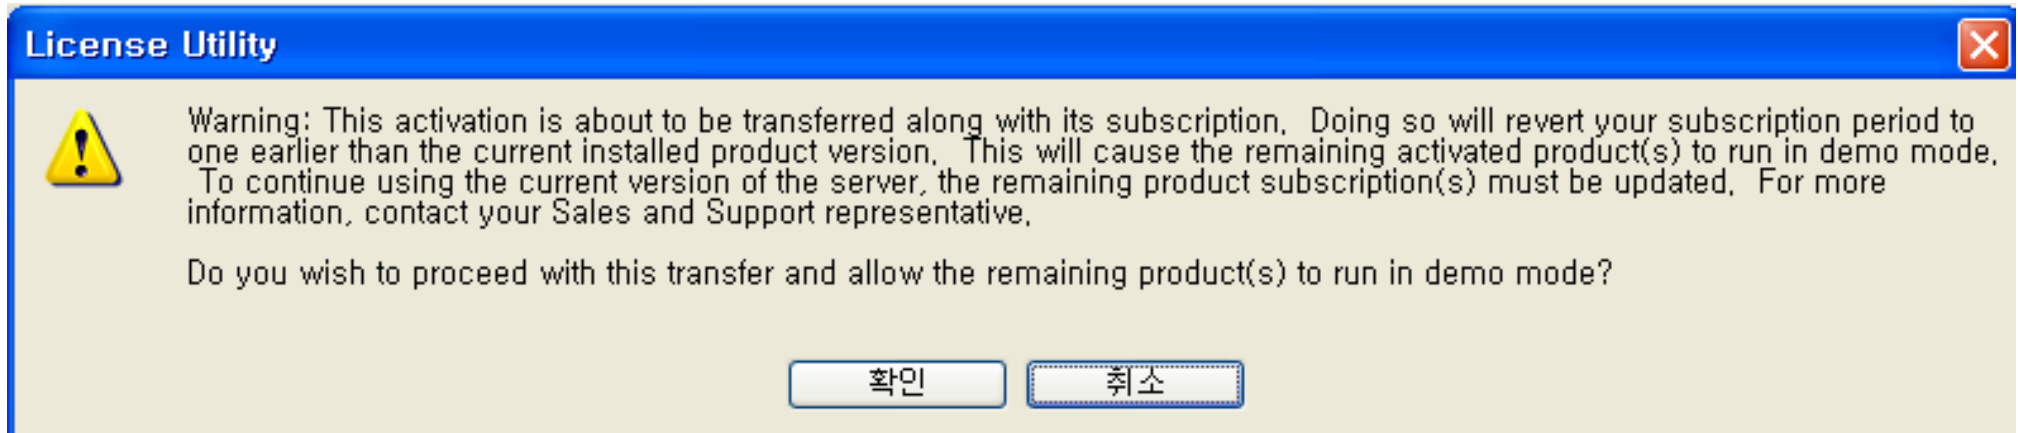 License Utility
Warning: This activation is about to be transferred along with its subscription.  Doing so will revert your subscription period to
one earlier than the current installed product version.  This will cause the remaining activated product(s) to run in demo mode.
To continue using the current version of the server, the remaining product subscription(s) must be updated.  For more
information, contact your Sales and Support representative.
Do you wish to proceed with this transfer and allow the remaining product(s) to run in demo mode?
확인
취소